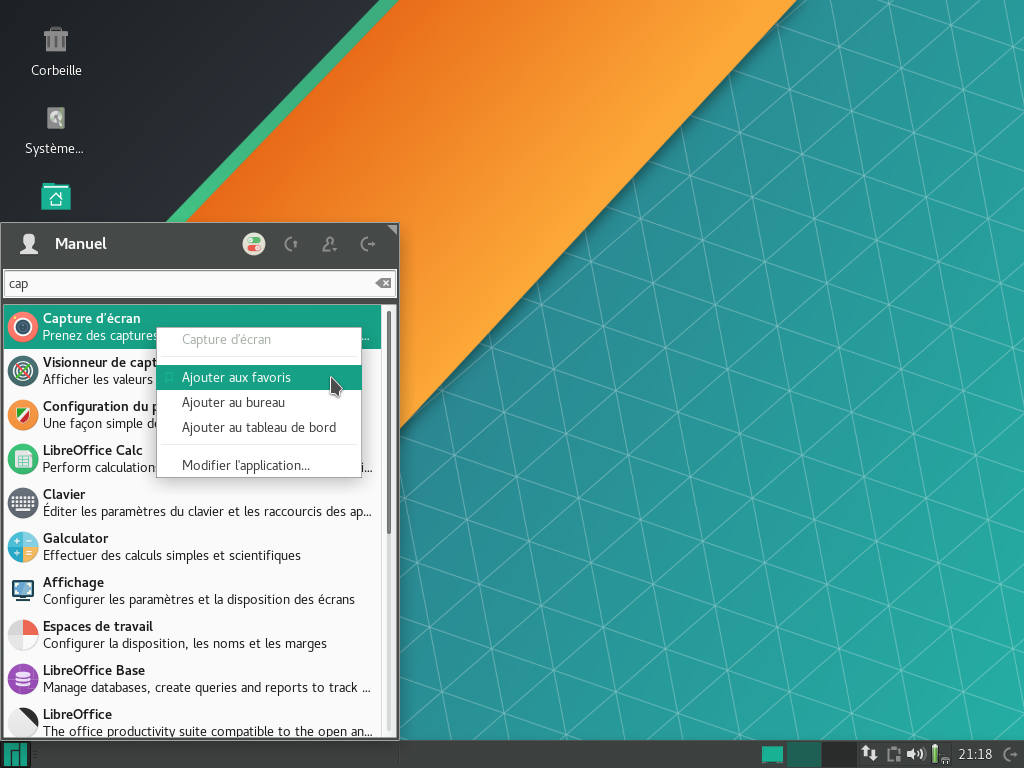 Corbeille
Système...
Manuel
cap
Capture d'écran
Prenez des captures
...
Capture d'écran
Visionneur de capt
Afficher les valeurs
Ajouter aux favoris
Configuration du p
Une façon simple d
Ajouter au bureau
Ajouter au tableau de bord
LibreOffice Calc
Perform calculation
i...
Modifier l'application...
Clavier
Éditer les paramètres du clavier et les raccourcis des ap...
Galculator
Effectuer des calculs simples et scientifiques
Affichage
Configurer les paramètres et la disposition des écrans
Espaces de travail
Configurer la disposition, les noms et les marges
LibreOffice Base
Manage databases, create queries and reports to track ...
LibreOffice
The office productivity suite compatible to the open an...
21:18